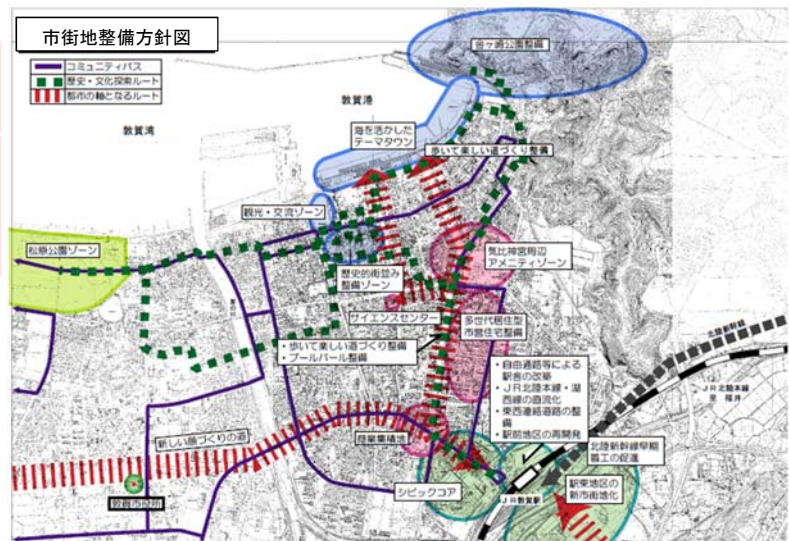 市街地整備方針図
コミュニティバス
歴史・文化探索ルート
都市の軸となるルート
金ヶ崎公園整備
敦賀港
敦賀湾
海を活かした
テーマタウン
歩いて楽しい道づくり整備
観光・交流ゾーン
松原公園ゾーン
気比神宮周辺
アメニティゾーン
歴史的街並み
整備ゾーン
サイエンスセンター
多世代居住型
市営住宅整備
・歩いて楽しい道づくり整備
・ブールバール整備
・自由通路等による
駅舎の改築
・JR北陸本線・湖
西線の直流化
・東西連絡道路の整
備
・駅前地区の再開発
北陸新幹線
JR北陸本線
至 福井
新しい顔づくりの道
商業集積地
北陸新幹線早期
着工の促進
敦賀市役所
シビックコア
JR敦賀駅
駅東地区の
新市街地化